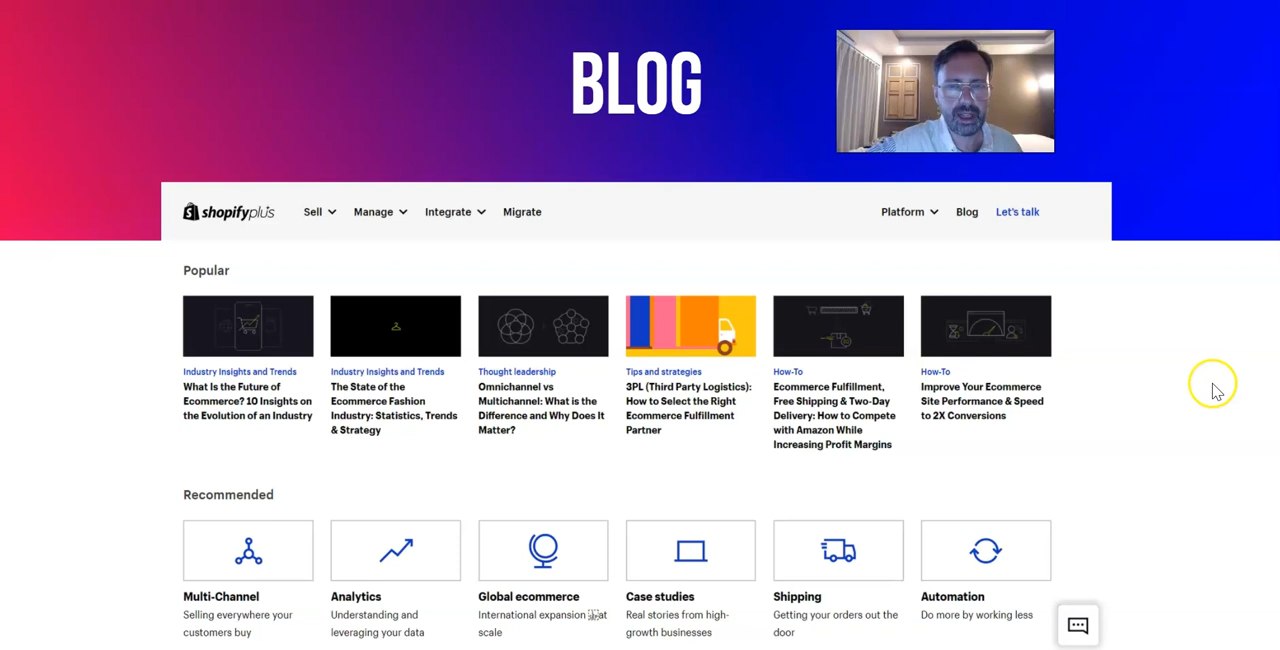 BLOG
shopifyplus
Sell
Manage
Integrate
Migrate
Platform
Blog
Let's talk
Popular
Industry Insights and Trends
What Is the Future of
Ecommerce? 10 Insights on
the Evolution of an Industry
Industry Insights and Trends
The State of the
Ecommerce Fashion
Industry: Statistics, Trends
& Strategy
Thought leadership
Omnichannel vs
Multichannel: What is the
Difference and Why Does It
Matter?
Tips and strategies
3PL (Third Party Logistics):
How to Select the Right
Ecommerce Fulfillment
Partner
How-To
Ecommerce Fulfillment,
Free Shipping & Two-Day
Delivery: How to Compete
with Amazon While
Increasing Profit Margins
How-To
Improve Your Ecommerce
Site Performance & Speed
to 2X Conversions
Recommended
Multi-Channel
Selling everywhere your
customers buy
Analytics
Understanding and
leveraging your data
Global ecommerce
International expansion at
scale
Case studies
Real stories from high-
growth businesses
Shipping
Getting your orders out the
door
Automation
Do more by working less